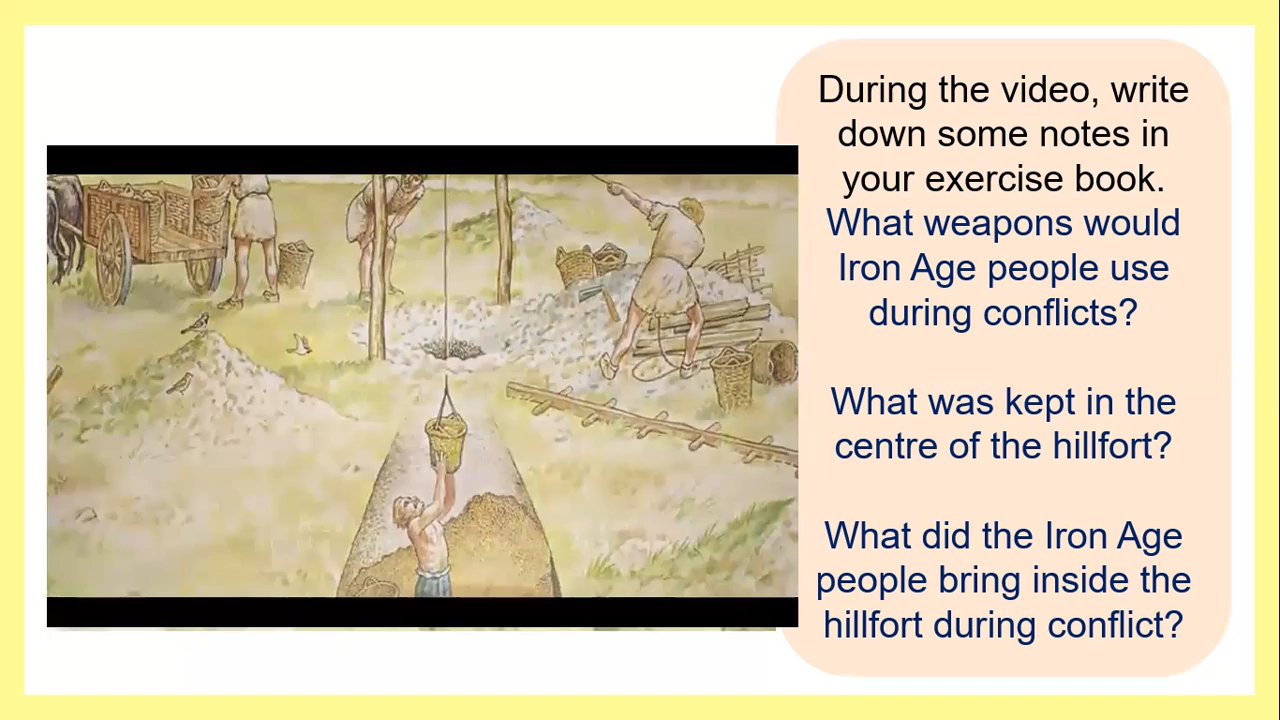 During the video, write
down some notes in
your exercise book.
What weapons would
Iron Age people use
during conflicts?
What was kept in the
centre of the hillfort?
What did the Iron Age
people bring inside the
hillfort during conflict?